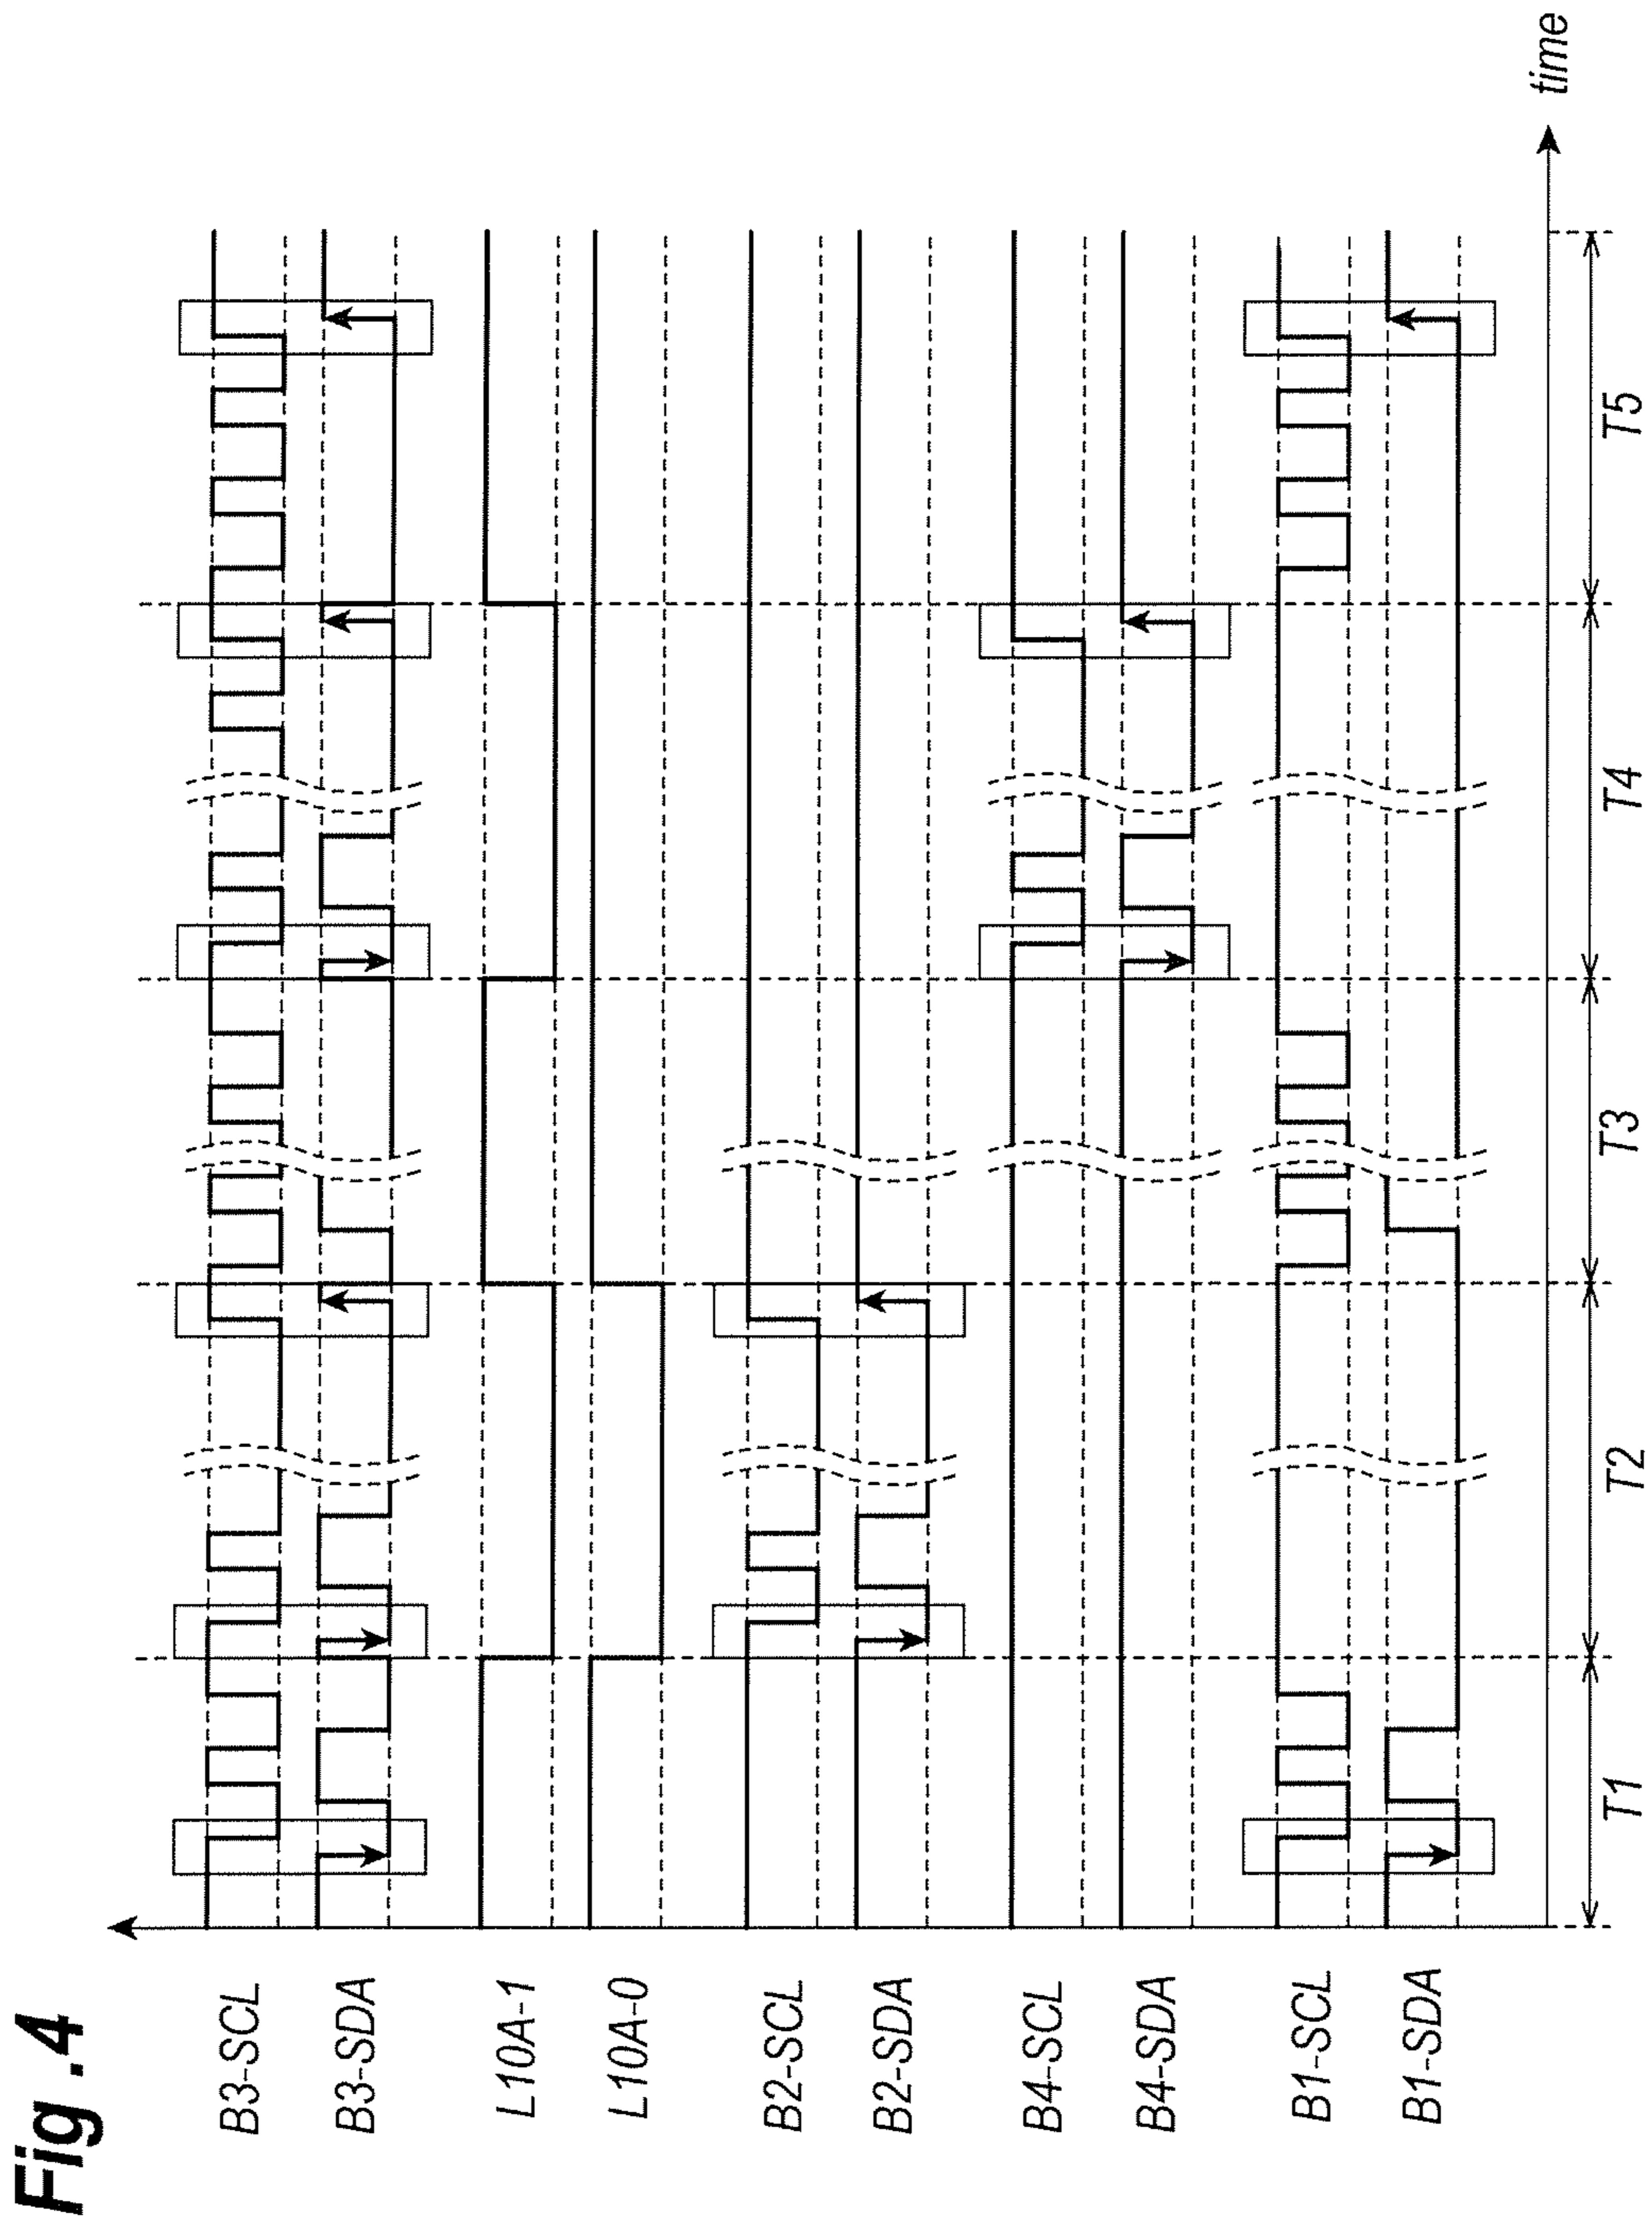 Fig .4
B3-SCL
B3-SDA
L10A-1
L10A-0
B2-SCL
B2-SDA
B4-SCL
B4-SDA
B1-SCL
B1-SDA
time
T1
T2
T3
T4
T5